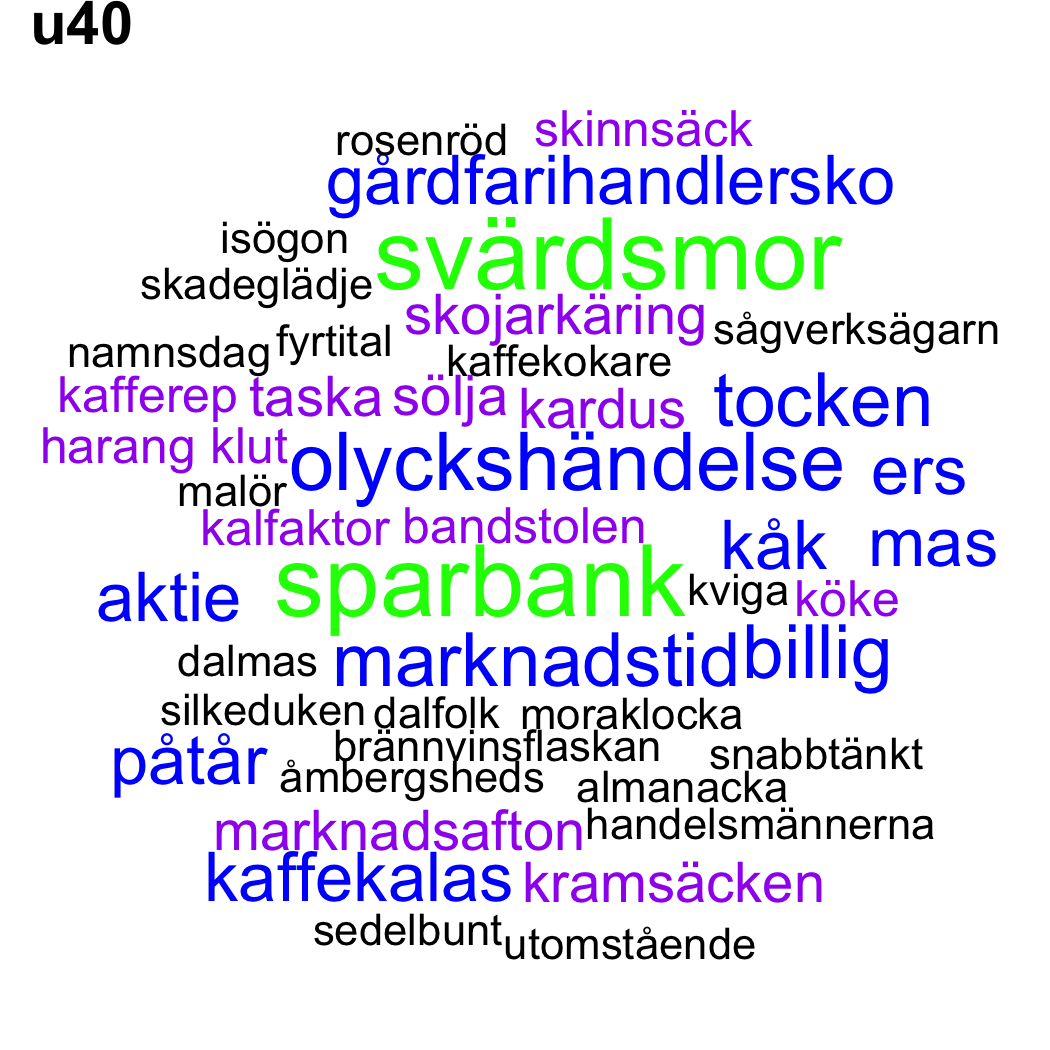 u40
rosenröd skinnsäck
gårdfarihandlersko
isögon svärdsmor
skadeglädje
skojarkäring sågverksägarn
namnsdag fyrtital kaffekokare
kafferep taska sölja kardus tocken
harang klut olyckshändelse ers
malör
kalfaktor bandstolen kåk mas
aktie sparbank kviga köke
dalmas marknadstid billig
silkeduken dalfolk moraklocka
påtår brännvinsflaskan snabbtänkt
åmbergsheds almanacka
marknadsafton handelsmännerna
kaffekalas kramsäcken
sedelbunt utomstående